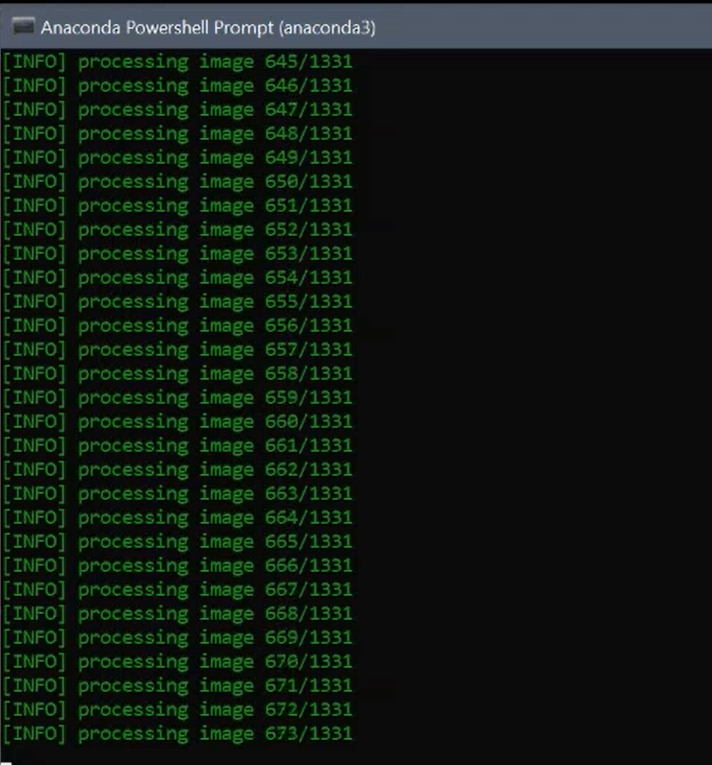 Anaconda Powershell Prompt (anaconda3)
[INFO] processing image 645/1331
[INFO] processing image 646/1331
[INFO] processing image 647/1331
[INFO] processing image 648/1331
[INFO] processing image 649/1331
[INFO] processing image 650/1331
[INFO] processing image 651/1331
[INFO] processing image 652/1331
[INFO] processing image 653/1331
[INFO] processing image 654/1331
[INFO] processing image 655/1331
[INFO] processing image 656/1331
[INFO] processing image 657/1331
[INFO] processing image 658/1331
[INFO] processing image 659/1331
[INFO] processing image 660/1331
[INFO] processing image 661/1331
[INFO] processing image 662/1331
[INFO] processing image 663/1331
[INFO] processing image 664/1331
[INFO] processing image 665/1331
[INFO] processing image 666/1331
[INFO] processing image 667/1331
[INFO] processing image 668/1331
[INFO] processing image 669/1331
[INFO] processing image 670/1331
[INFO] processing image 671/1331
[INFO] processing image 672/1331
[INFO] processing image 673/1331